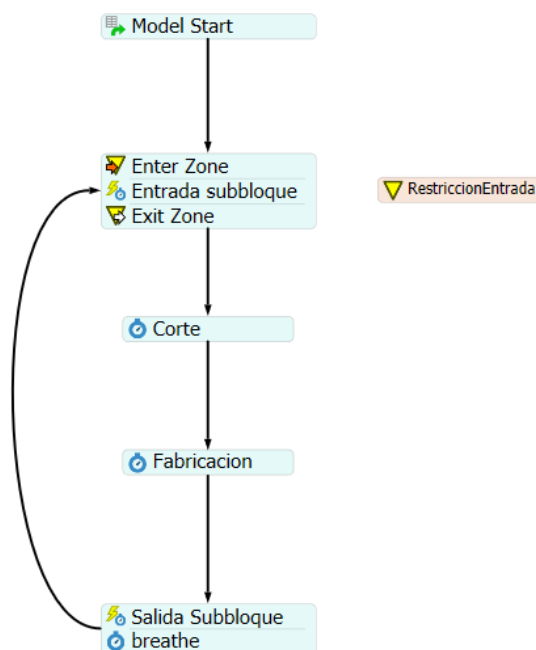 Model Start
Enter Zone
Entrada subbloque
RestriccionEntrada
Exit Zone
Corte
Fabricacion
Salida Subbloque
breathe